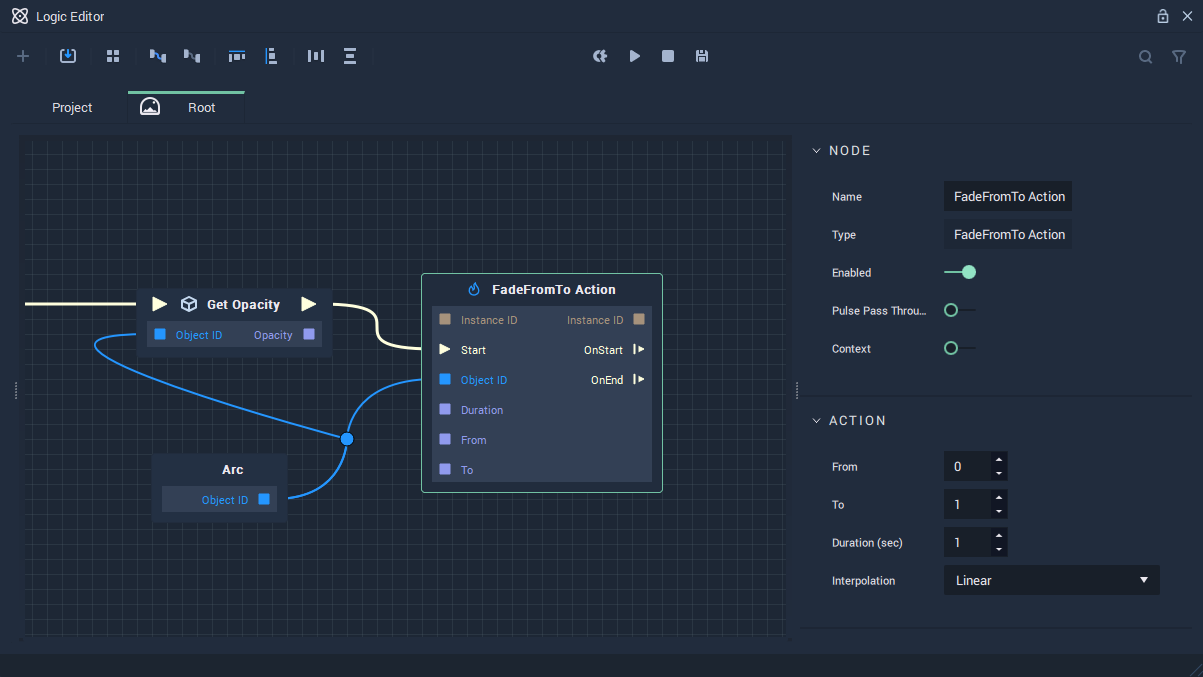 Logic Editor
Project
Root
Get Opacity
Object ID
Opacity
Arc
Object ID
FadeFromTo Action
Instance ID
Instance ID
Start
OnStart
Object ID
OnEnd
Duration
From
To
NODE
Name
FadeFromTo Action
Type
FadeFromTo Action
Enabled
Pulse Pass Throu...
Context
ACTION
From
0
To
1
Duration (sec)
1
Interpolation
Linear